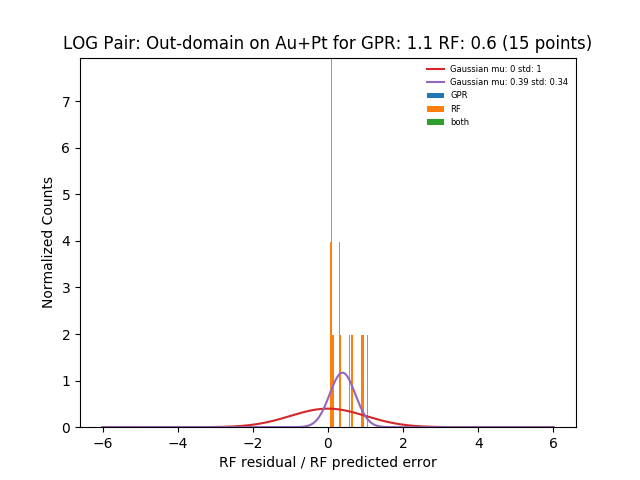 LOG Pair: Out-domain on Au+Pt for GPR: 1.1 RF: 0.6 (15 points)
Gaussian mu: 0 std: 1
Gaussian mu: 0.39 std: 0.34
GPR
RF
both
Normalized Counts
7
6
5
4
3
2
1
0
−6 −4 −2 0 2 4 6
RF residual / RF predicted error